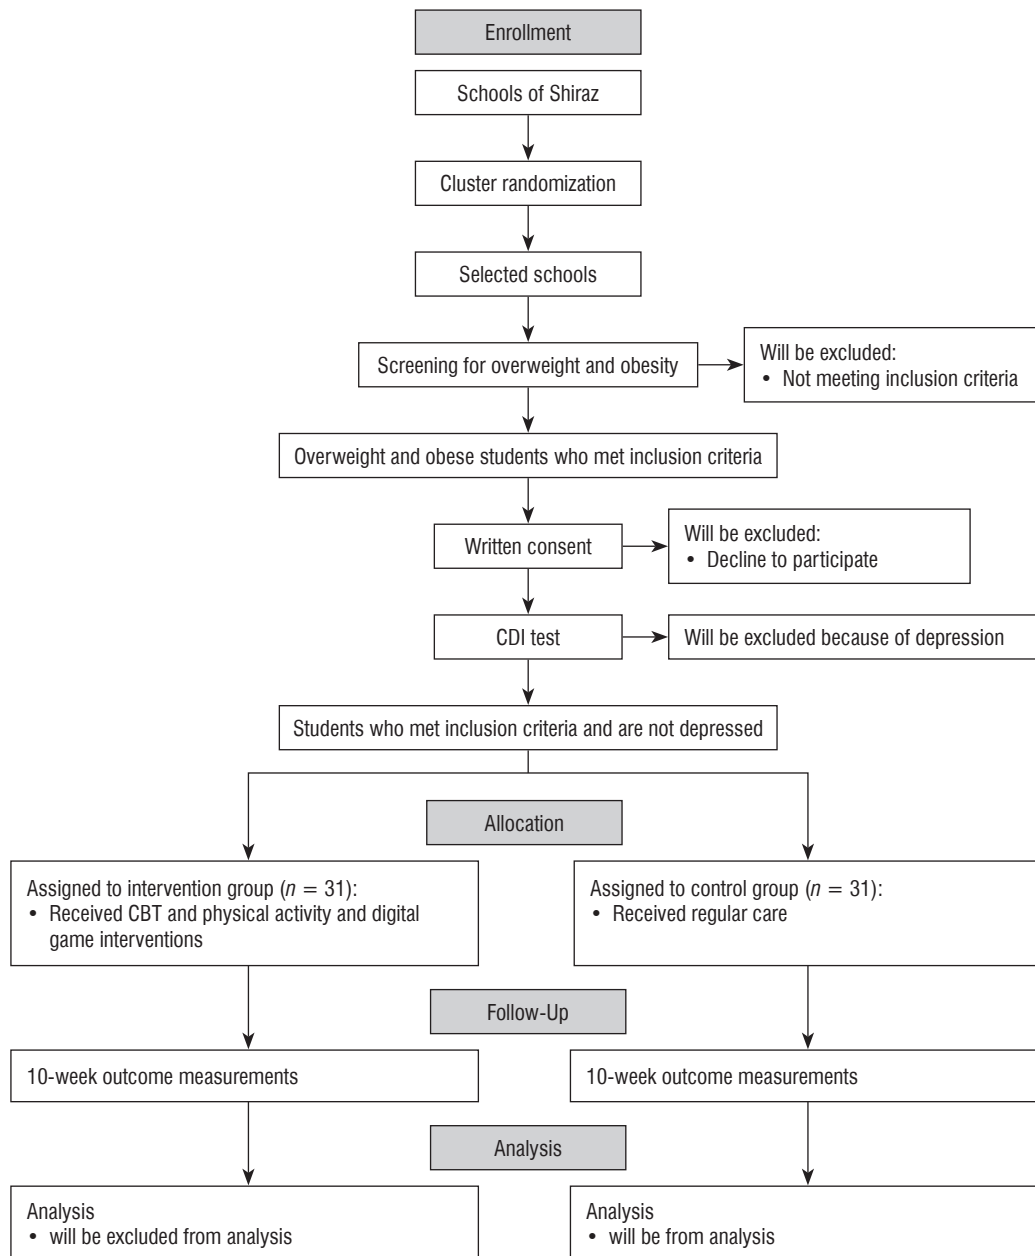 Enrollment
Schools of Shiraz
Cluster randomization
Selected schools
Screening for overweight and obesity
Will be excluded:
• Not meeting inclusion criteria
Overweight and obese students who met inclusion criteria
Written consent
Will be excluded:
• Decline to participate
CDI test
Will be excluded because of depression
Students who met inclusion criteria and are not depressed
Allocation
Assigned to intervention group (n = 31):
• Received CBT and physical activity and digital
game interventions
Assigned to control group (n = 31):
• Received regular care
Follow-Up
10-week outcome measurements
10-week outcome measurements
Analysis
Analysis
• will be excluded from analysis
Analysis
• will be from analysis